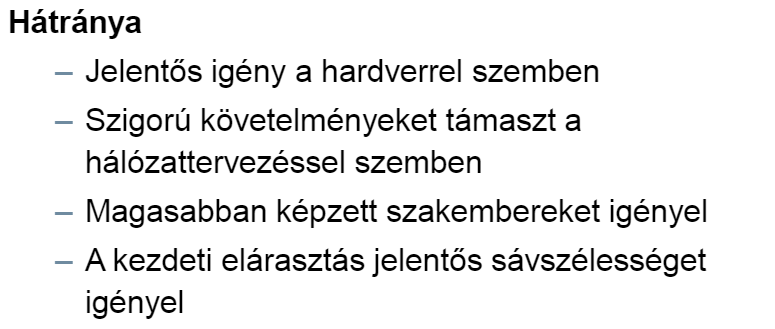 Hátránya
– Jelentős igény a hardverrel szemben
– Szigorú követelményeket támaszt a
hálózattervezéssel szemben
– Magasabban képzett szakembereket igényel
– A kezdeti elárasztás jelentős sávszélességet
igényel